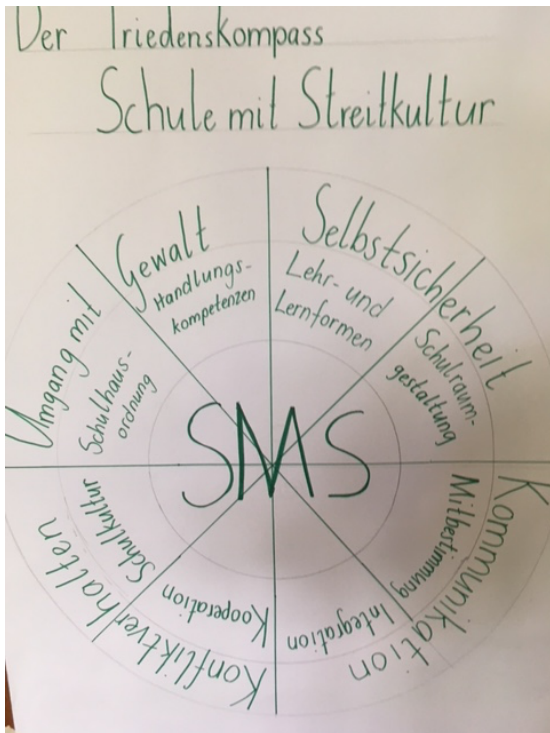 Der Friedenskompass
Schule mit Streitkultur
Umgang mit Gewalt
Selbstsicherheit
Kommunikation
Konfliktverhalten
Handlungs-
kompetenzen
Lehr- und
Lernformen
Schulraum-
gestaltung
Mitbestimmung
Integration
Kooperation
Schulkultur
Schulhaus-
ordnung
SMS